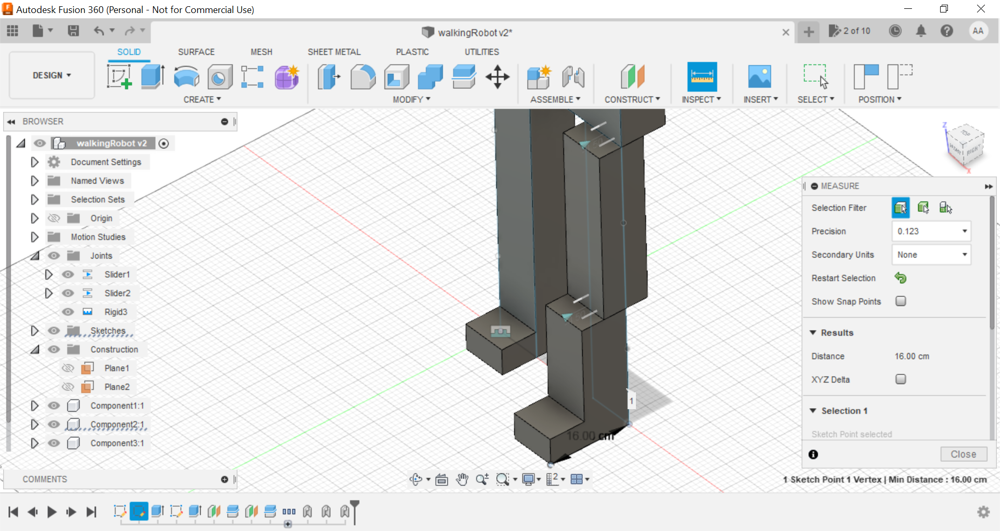 Autodesk Fusion 360 (Personal - Not for Commercial Use)
walkingRobot v2*
2 of 10
AA
SOLID
SURFACE
MESH
SHEET METAL
PLASTIC
UTILITIES
DESIGN
CREATE
MODIFY
ASSEMBLE
CONSTRUCT
INSPECT
INSERT
SELECT
POSITION
BROWSER
walkingRobot v2
Document Settings
Named Views
Selection Sets
Origin
Motion Studies
Joints
Slider1
Slider2
Rigid3
Sketches
Construction
Plane1
Plane2
Component1:1
Component2:1
Component3:1
Z
TOP
RIGHT
X
1
16.00 cm
MEASURE
Selection Filter
Precision
0.123
Secondary Units
None
Restart Selection
Show Snap Points
Results
Distance
16.00 cm
XYZ Delta
Selection 1
Sketch Point selected
Close
COMMENTS
2
1 Sketch Point 1 Vertex | Min Distance : 16.00 cm